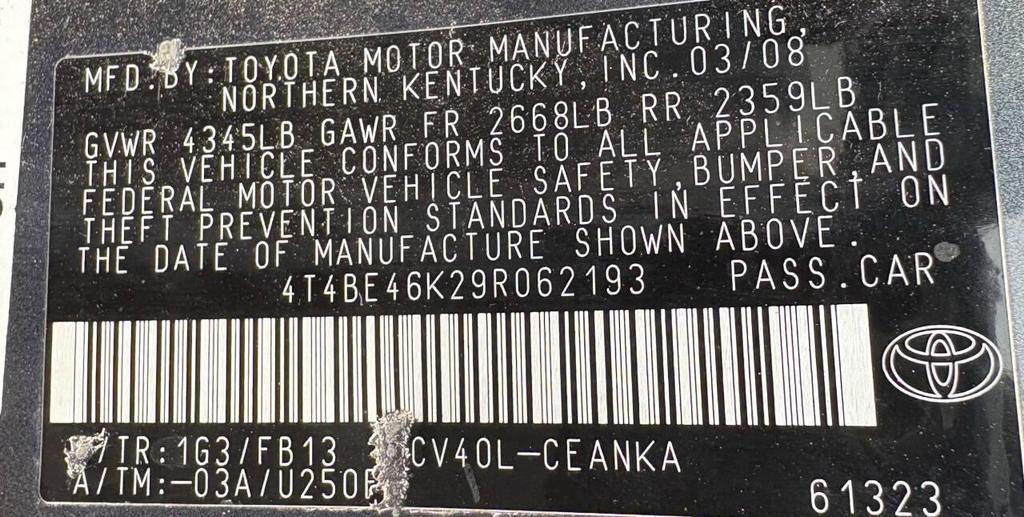 MFD. BY: TOYOTA MOTOR MANUFACTURING,
NORTHERN KENTUCKY, INC. 03/08
GVWR 4345LB GAWR FR 2668LB RR 2359LB
THIS VEHICLE CONFORMS TO ALL APPLICABLE
FEDERAL MOTOR VEHICLE SAFETY, BUMPER, AND
THEFT PREVENTION STANDARDS IN EFFECT ON
THE DATE OF MANUFACTURE SHOWN ABOVE.
4T4BE46K29R062193 PASS. CAR
/TR: 1G3/FB13 CV40L-CEANKA
A/TM:-03A/U250
61323